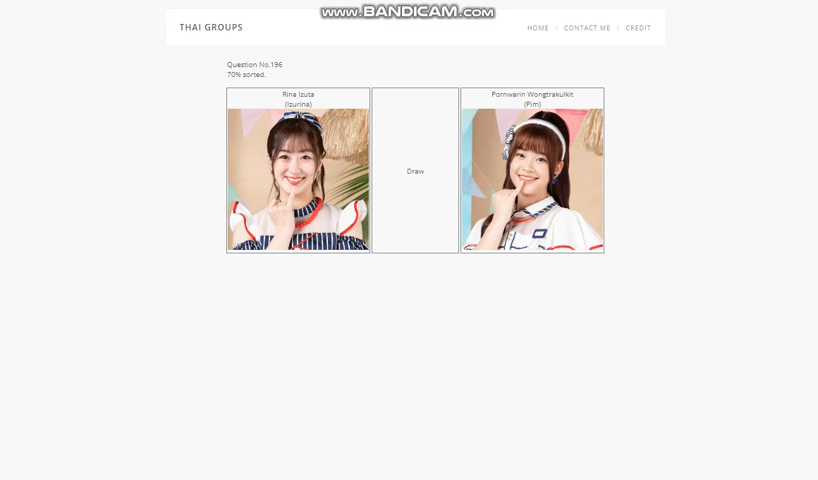 www.BANDICAM.com
THAI GROUPS
HOME / CONTACT ME / CREDIT
Question No.196
70% sorted.
Rina Izuta
(Izurina)
Draw
Pornwarin Wongtrakulkit
(Pim)